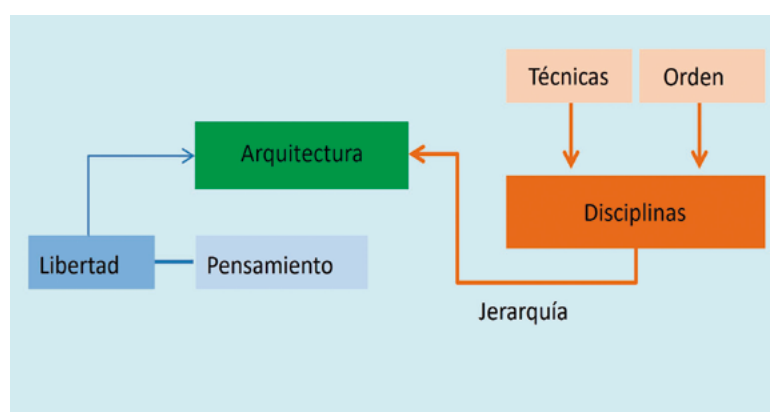 Técnicas
Orden
Arquitectura
Disciplinas
Libertad
Pensamiento
Jerarquía